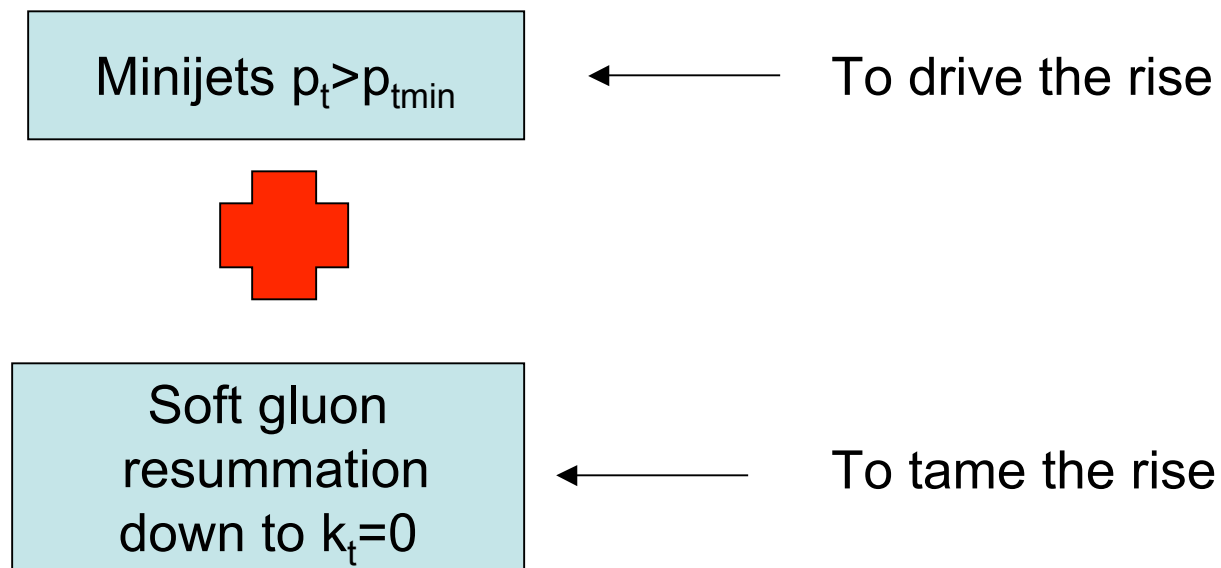 Minijets pₜ>pₜₘᵢₙ
To drive the rise
Soft gluon
resummation
down to kₜ=0
To tame the rise